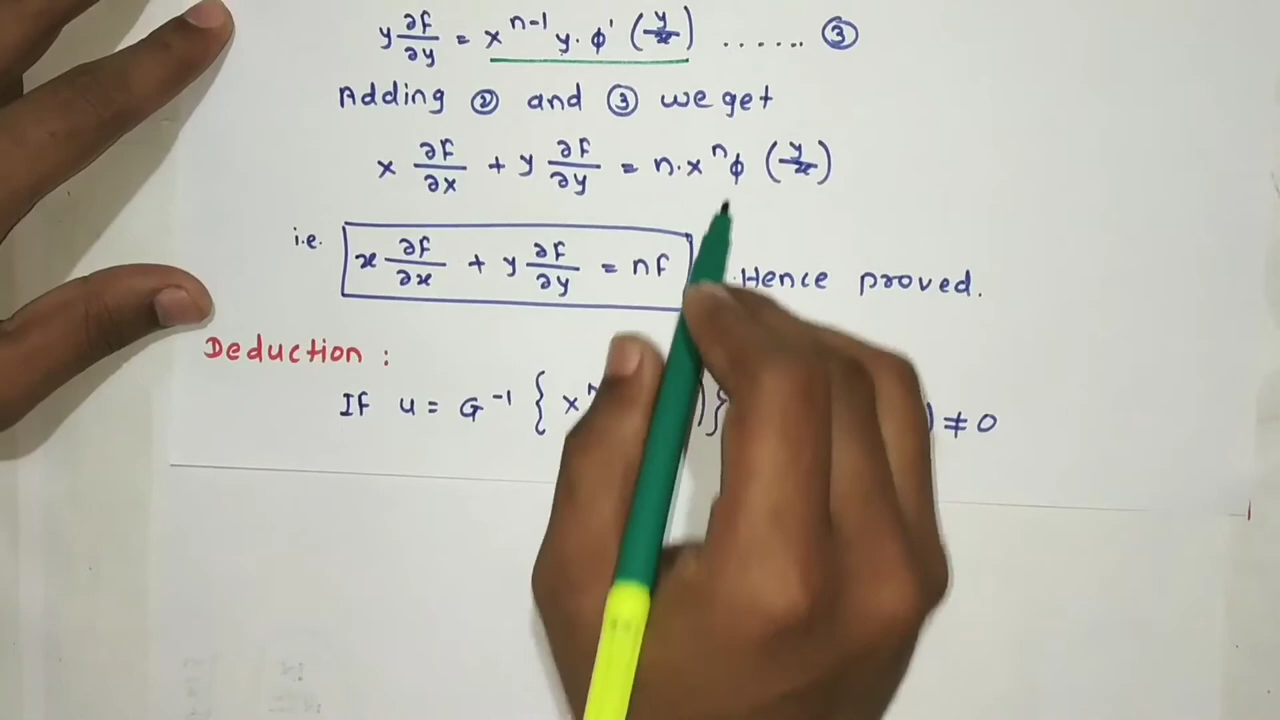 y ∂f/∂y = x^(n-1) y. φ' (y/x) ...... ③
Adding ② and ③ we get
x ∂f/∂x + y ∂f/∂y = n.x^n φ (y/x)
i.e. x ∂f/∂x + y ∂f/∂y = nf Hence proved.
Deduction :
If u = G^-1 { x )} ) ≠ 0